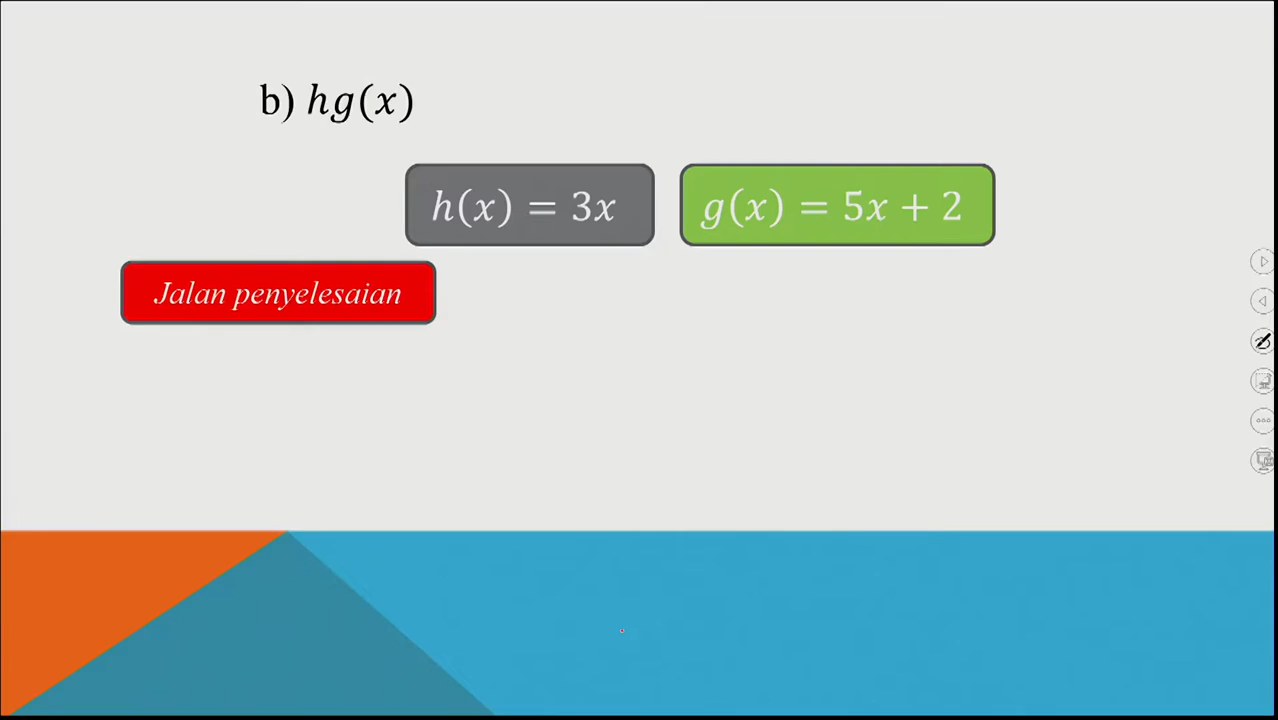 b) ℎ𝑔(𝑥)
ℎ(𝑥) = 3𝑥
𝑔(𝑥) = 5𝑥 + 2
Jalan penyelesaian